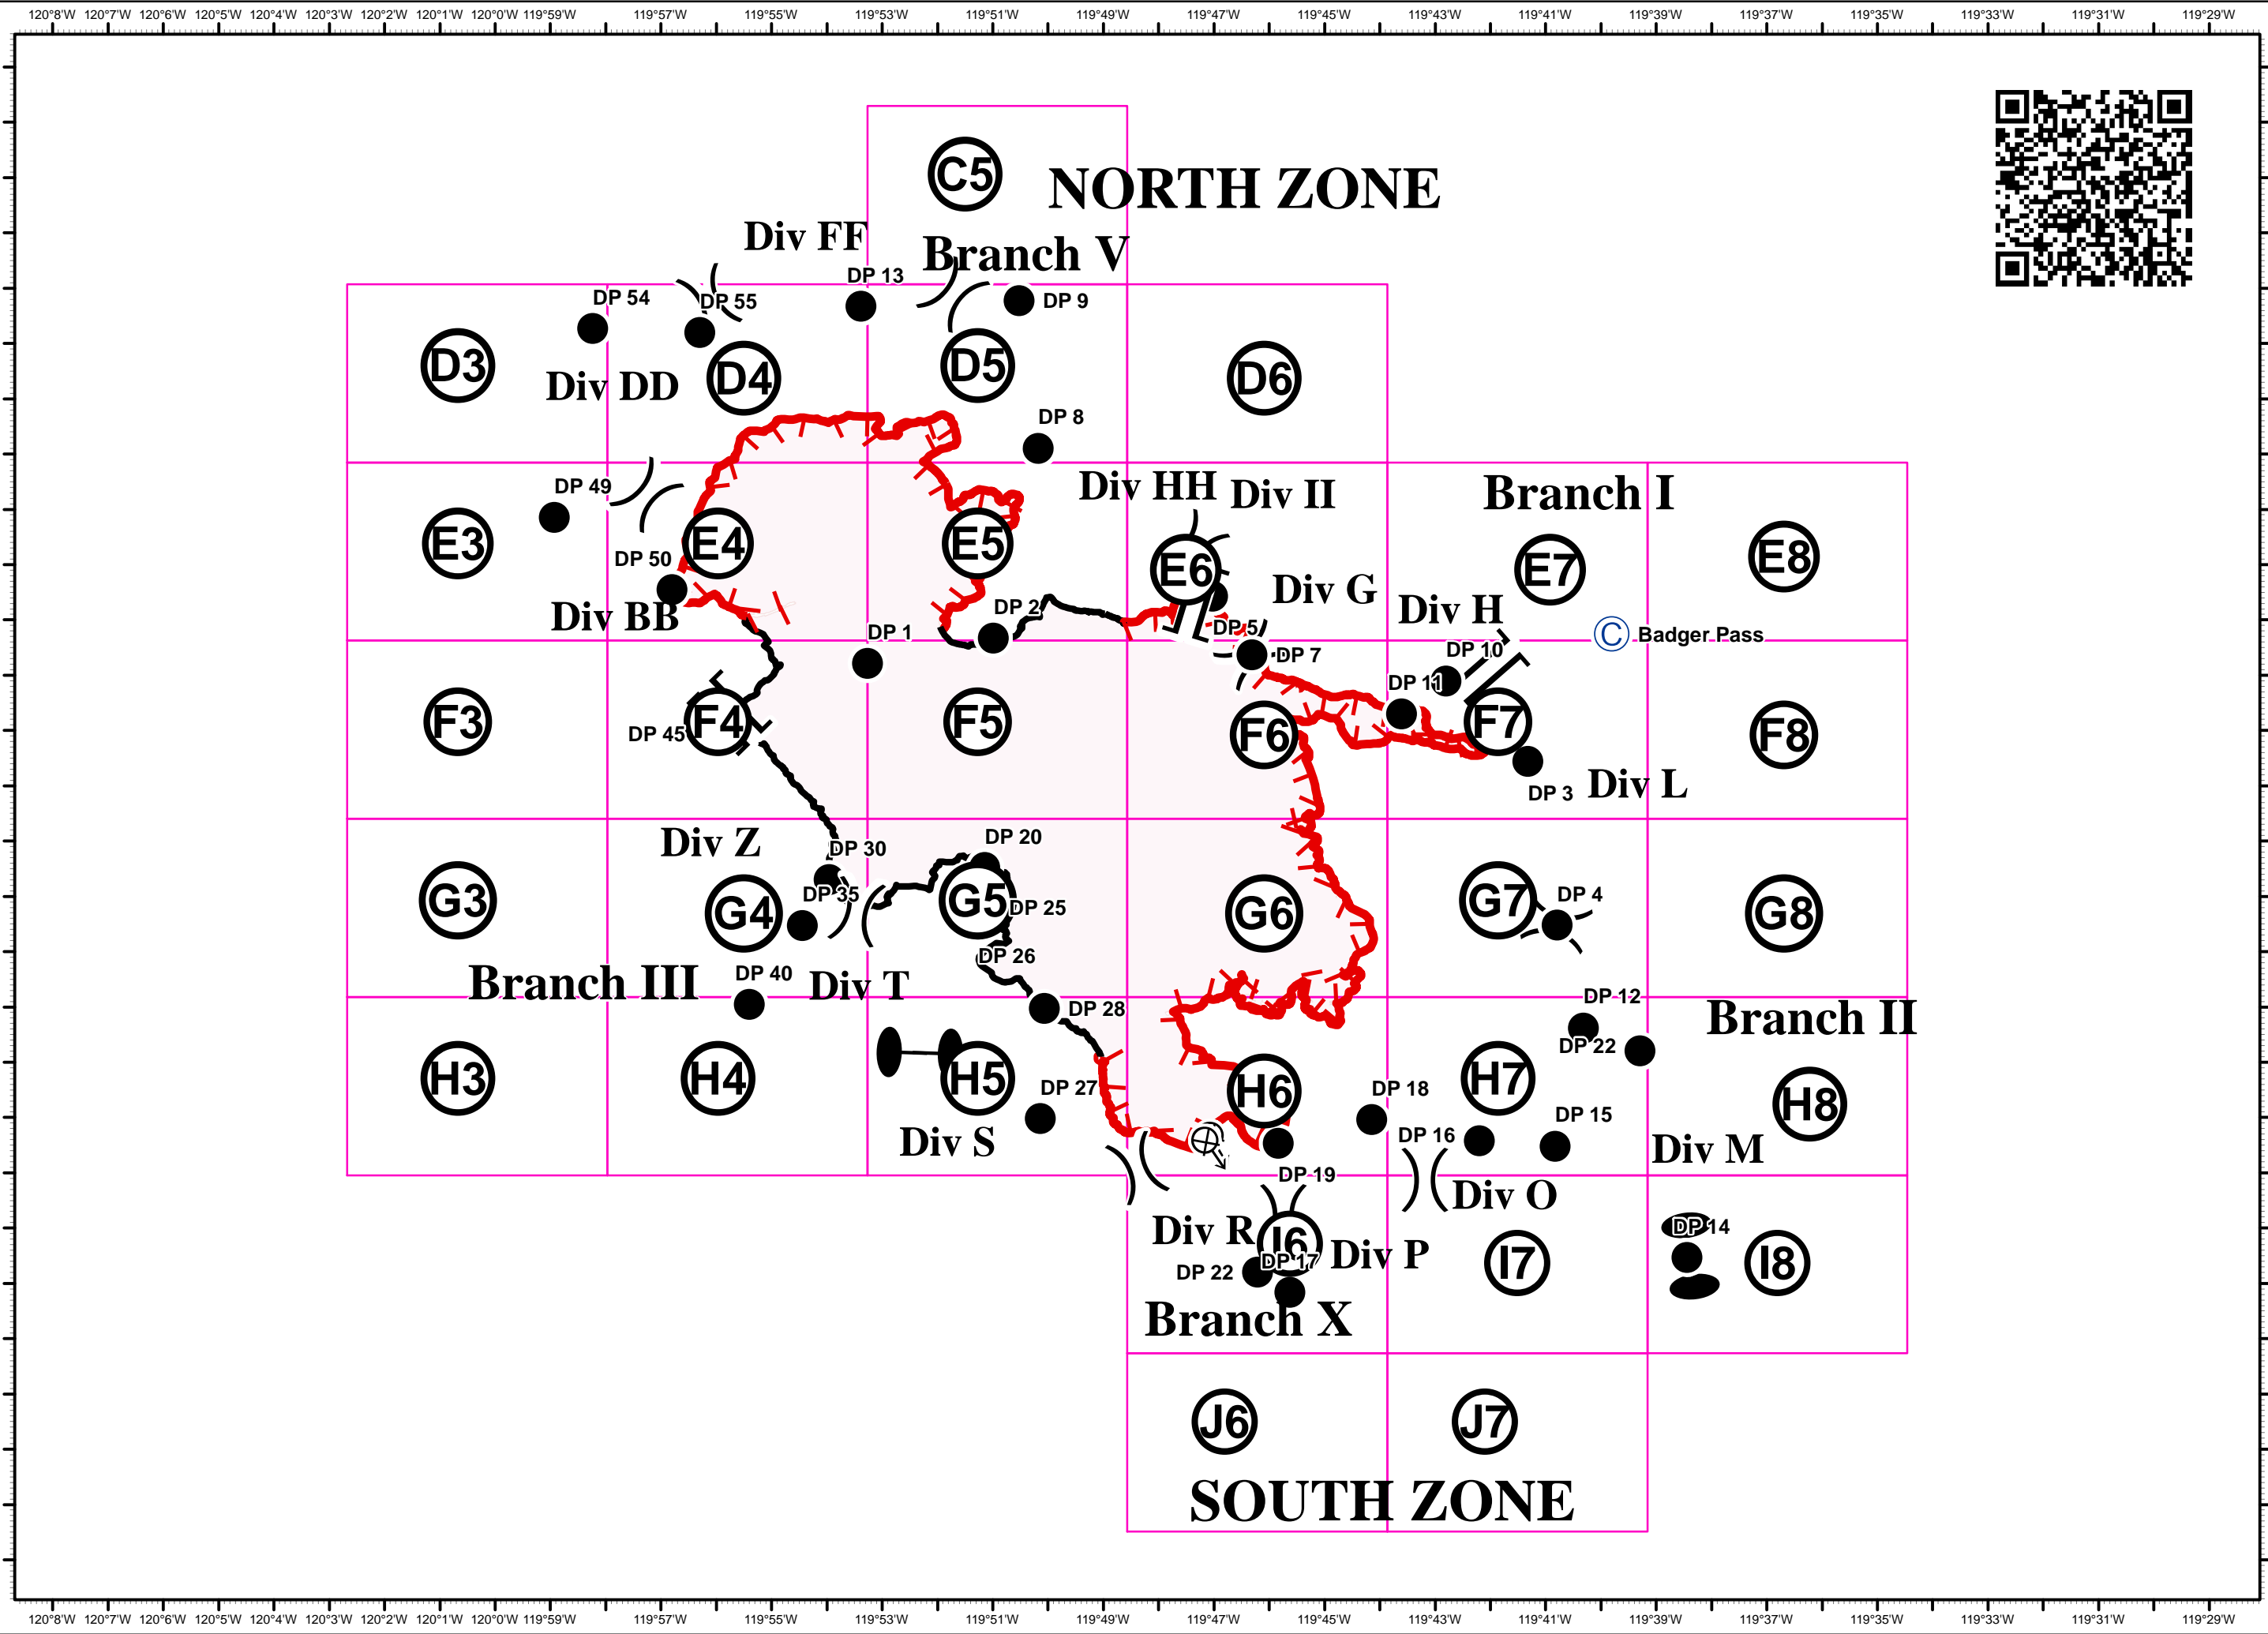 120°8'W 120°7'W 120°6'W 120°5'W 120°4'W 120°3'W 120°2'W 120°1'W 120°0'W 119°59'W 119°57'W 119°55'W 119°53'W 119°51'W 119°49'W 119°47'W 119°45'W 119°43'W 119°41'W 119°39'W 119°37'W 119°35'W 119°33'W 119°31'W 119°29'W
C5
NORTH ZONE
Div FF
Branch V
DP 13
DP 54
DP 55
DP 9
D3
D4
D5
D6
Div DD
DP 8
DP 49
Div HH
Div II
Branch I
E3
E4
E5
E6
E7
E8
DP 50
Div BB
DP 2
Div G
Div H
DP 1
DP 5
DP 7
DP 10
© Badger Pass
DP 11
F3
DP 45
F4
F5
F6
F7
F8
DP 3
Div L
Div Z
DP 30
DP 20
DP 35
DP 4
G3
G4
G5
DP 25
G6
G7
G8
DP 26
Branch III
DP 40
Div T
DP 12
DP 28
Branch II
DP 22
H3
H4
H5
H6
H7
H8
DP 27
DP 18
DP 16
DP 15
Div S
Div M
DP 19
Div O
Div R
I6
Div P
DP 14
DP 22
DP 17
I7
I8
Branch X
J6
J7
SOUTH ZONE
120°8'W 120°7'W 120°6'W 120°5'W 120°4'W 120°3'W 120°2'W 120°1'W 120°0'W 119°59'W 119°57'W 119°55'W 119°53'W 119°51'W 119°49'W 119°47'W 119°45'W 119°43'W 119°41'W 119°39'W 119°37'W 119°35'W 119°33'W 119°31'W 119°29'W